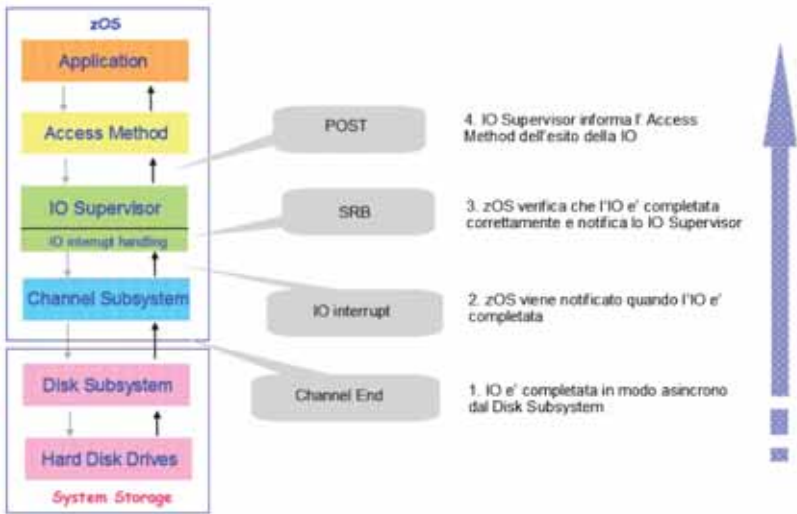 zOS
Application
Access Method
IO Supervisor
IO interrupt handling
Channel Subsystem
Disk Subsystem
Hard Disk Drives
System Storage
POST
4. IO Supervisor informa l' Access
Method dell'esito della IO
SRB
3. zOS verifica che l'IO e' completata
correttamente e notifica lo IO Supervisor
IO interrupt
2. zOS viene notificato quando l'IO e'
completata
Channel End
1. IO e' completata in modo asincrono
dal Disk Subsystem